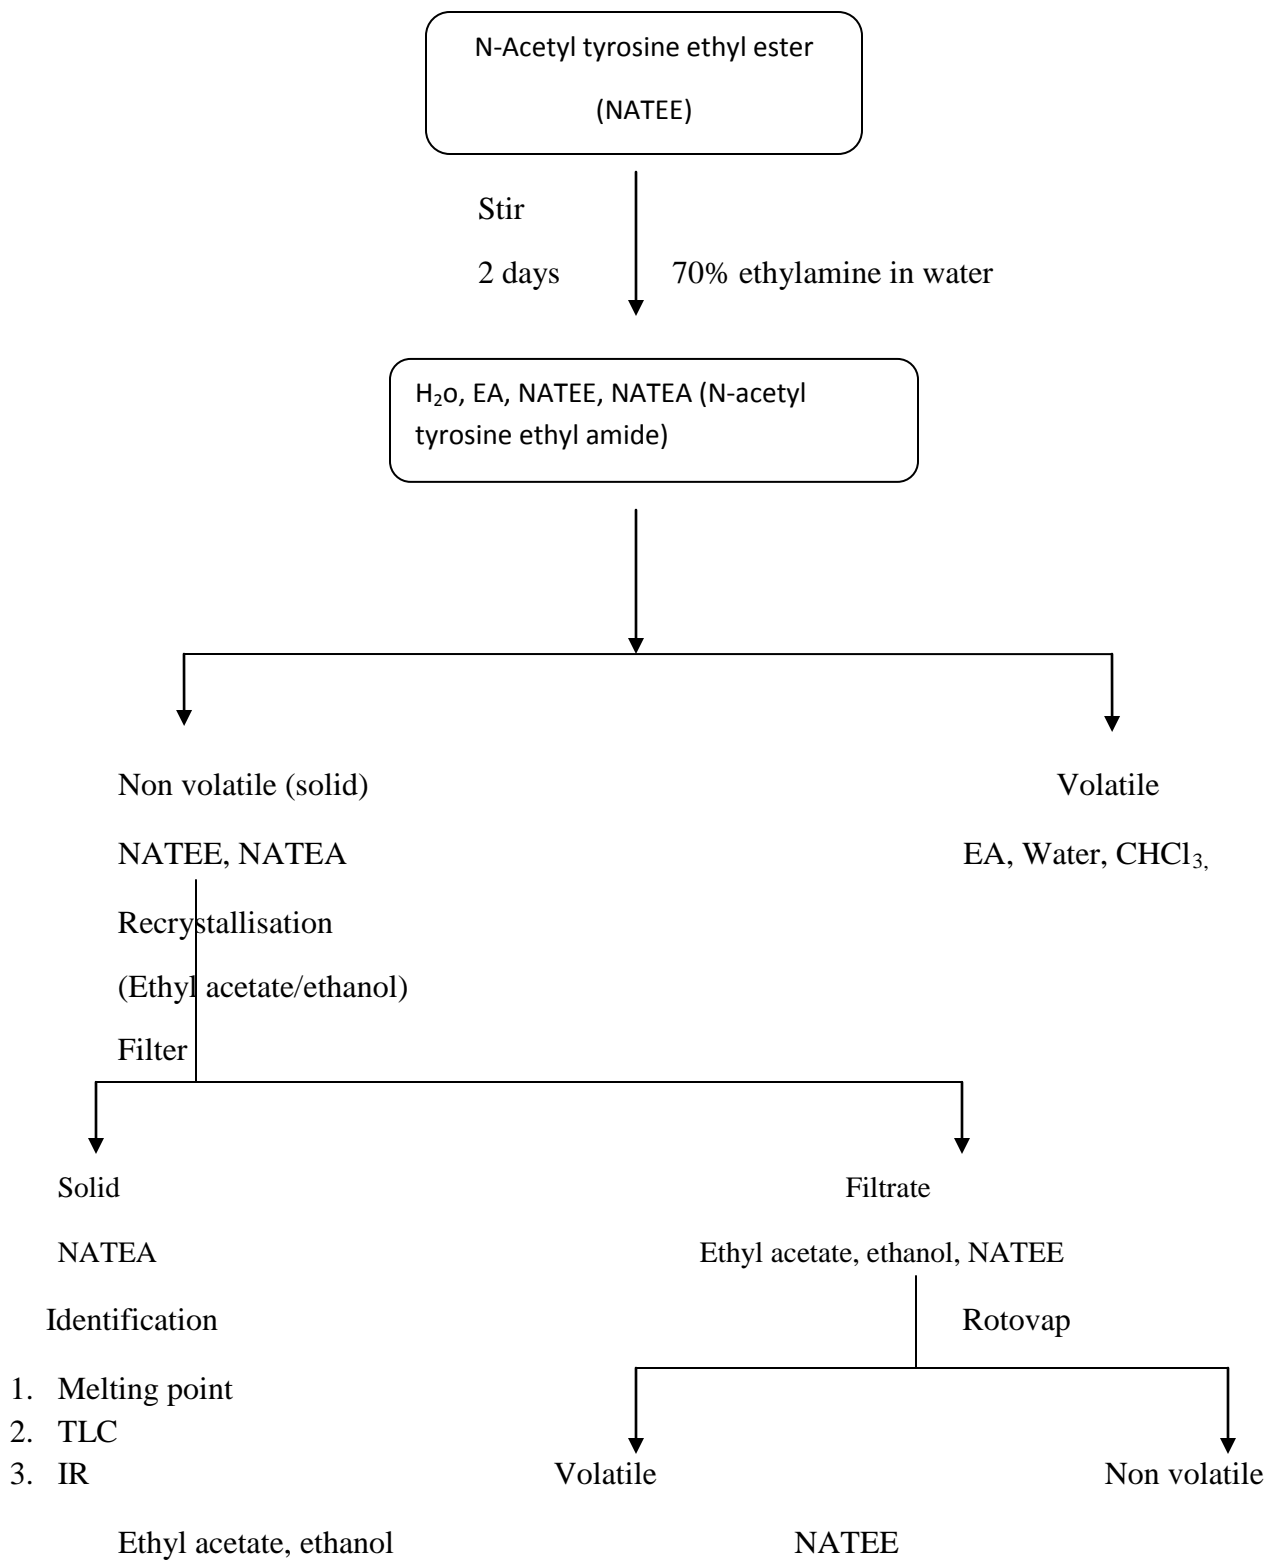 N-Acetyl tyrosine ethyl ester
(NATEE)
Stir
2 days
70% ethylamine in water
H₂o, EA, NATEE, NATEA (N-acetyl
tyrosine ethyl amide)
Non volatile (solid)
Volatile
NATEE, NATEA
EA, Water, CHCl₃,
Recrystallisation
(Ethyl acetate/ethanol)
Filter
Solid
Filtrate
NATEA
Ethyl acetate, ethanol, NATEE
Identification
Rotovap
1. Melting point
2. TLC
3. IR
Volatile
Non volatile
Ethyl acetate, ethanol
NATEE